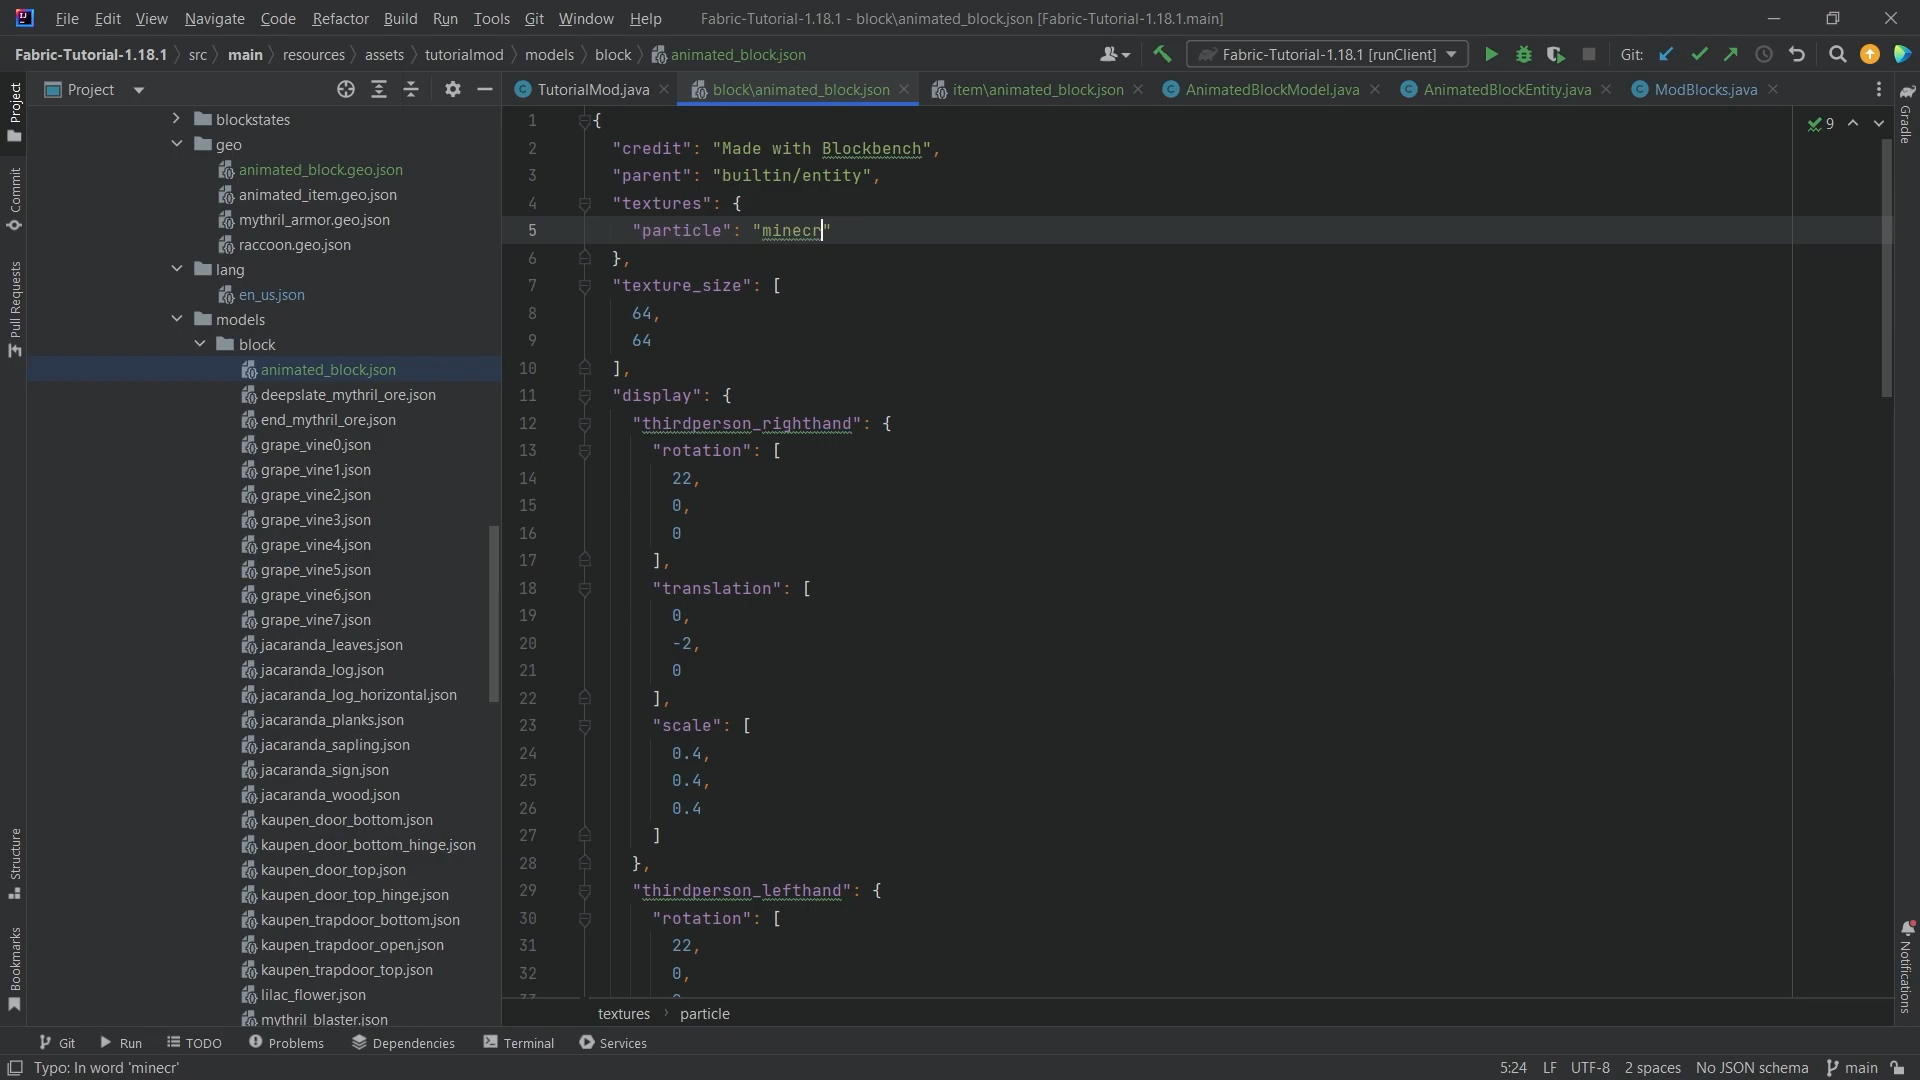 File Edit View Navigate Code Refactor Build Run Tools Git Window Help Fabric-Tutorial-1.18.1 - block\animated_block.json [Fabric-Tutorial-1.18.1.main]
Fabric-Tutorial-1.18.1 src main resources assets tutorialmod models block animated_block.json Fabric-Tutorial-1.18.1 [runClient] Git:
Project TutorialMod.java block\animated_block.json item\animated_block.json AnimatedBlockModel.java AnimatedBlockEntity.java ModBlocks.java
Project
Commit
Pull Requests
Structure
Bookmarks
blockstates
geo
animated_block.geo.json
animated_item.geo.json
mythril_armor.geo.json
raccoon.geo.json
lang
en_us.json
models
block
animated_block.json
deepslate_mythril_ore.json
end_mythril_ore.json
grape_vine0.json
grape_vine1.json
grape_vine2.json
grape_vine3.json
grape_vine4.json
grape_vine5.json
grape_vine6.json
grape_vine7.json
jacaranda_leaves.json
jacaranda_log.json
jacaranda_log_horizontal.json
jacaranda_planks.json
jacaranda_sapling.json
jacaranda_sign.json
jacaranda_wood.json
kaupen_door_bottom.json
kaupen_door_bottom_hinge.json
kaupen_door_top.json
kaupen_door_top_hinge.json
kaupen_trapdoor_bottom.json
kaupen_trapdoor_open.json
kaupen_trapdoor_top.json
lilac_flower.json
mythril_blaster.json
1 {
2 "credit": "Made with Blockbench",
3 "parent": "builtin/entity",
4 "textures": {
5 "particle": "minecr"
6 },
7 "texture_size": [
8 64,
9 64
10 ],
11 "display": {
12 "thirdperson_righthand": {
13 "rotation": [
14 22,
15 0,
16 0
17 ],
18 "translation": [
19 0,
20 -2,
21 0
22 ],
23 "scale": [
24 0.4,
25 0.4,
26 0.4
27 ]
28 },
29 "thirdperson_lefthand": {
30 "rotation": [
31 22,
32 0,
9
Gradle
Notifications
textures particle
Git Run TODO Problems Dependencies Terminal Services
Typo: In word 'minecr' 5:24 LF UTF-8 2 spaces No JSON schema main